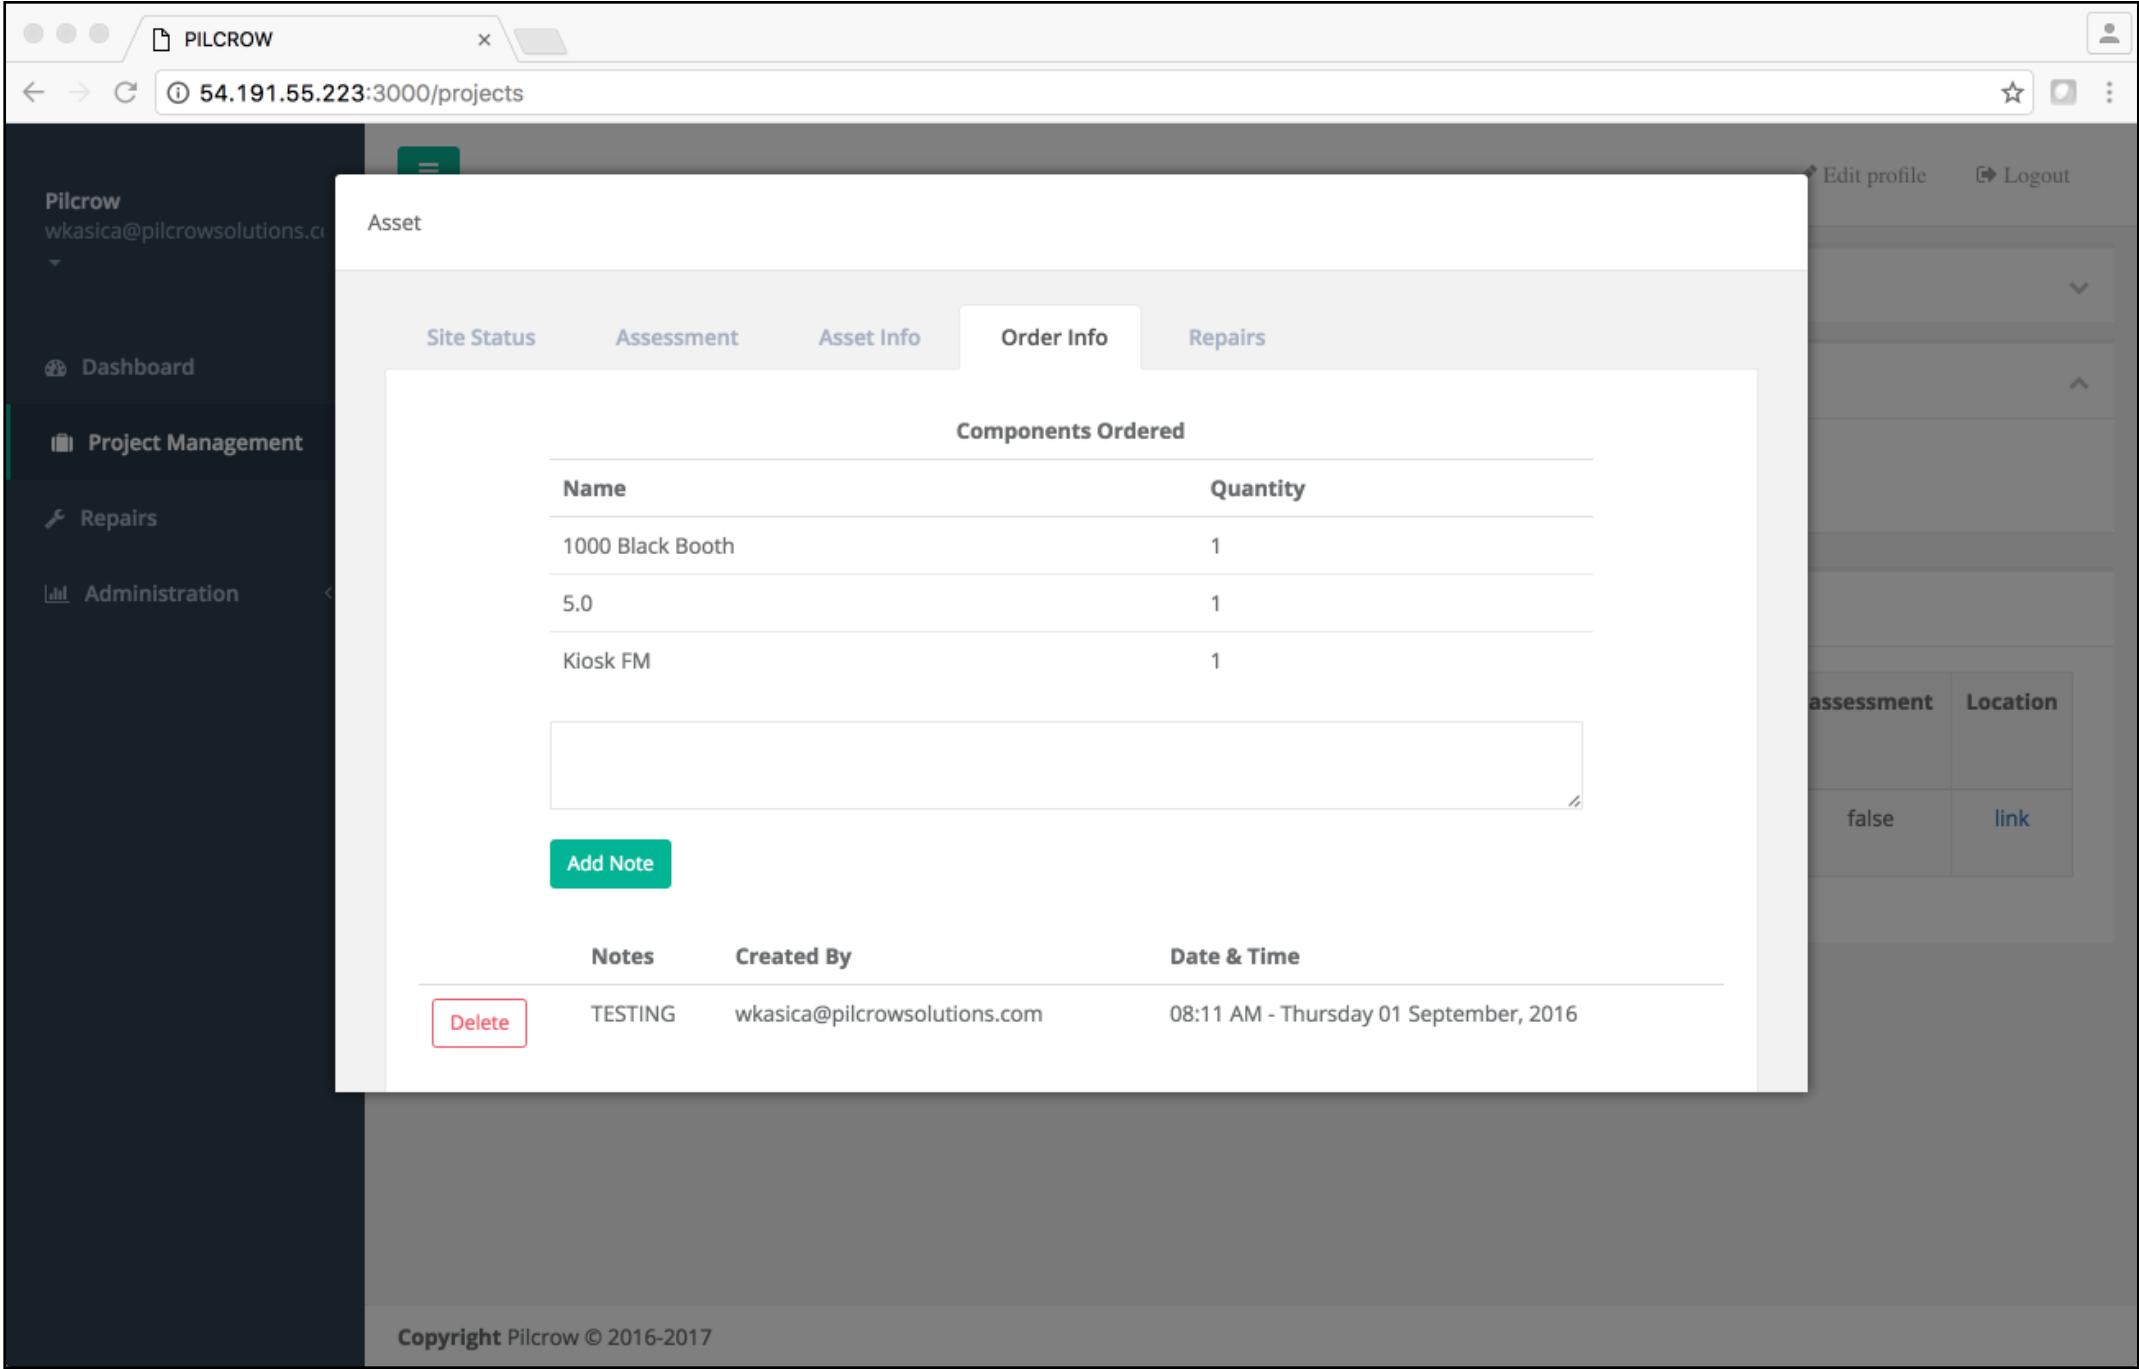 PILCROW
54.191.55.223:3000/projects
Edit profile
Logout
Pilcrow
wkasica@pilcrowsolutions.c
Dashboard
Project Management
Repairs
Administration
Asset
Site Status Assessment Asset Info Order Info Repairs
Components Ordered
Name Quantity
1000 Black Booth 1
5.0 1
Kiosk FM 1
Add Note
Notes Created By Date & Time
Delete TESTING wkasica@pilcrowsolutions.com 08:11 AM - Thursday 01 September, 2016
assessment Location
false link
Copyright Pilcrow © 2016-2017